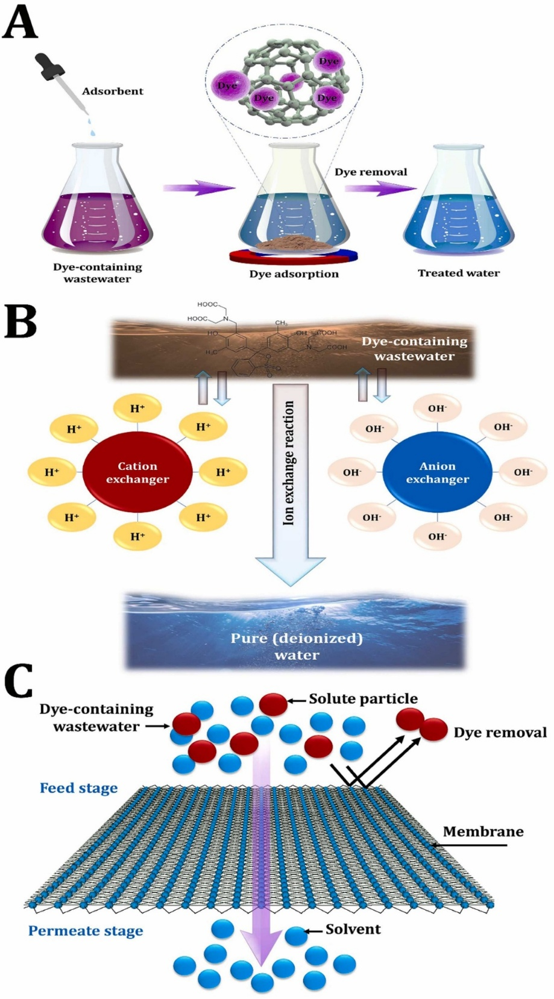 A
Adsorbent
Dye
Dye
Dye
Dye
Dye removal
Dye-containing
wastewater
Dye adsorption
Treated water
B
HOOC
HOOC
N
HO
H₃C
CH₃
OH
COOH
N
COOH
O
S
O
O
Dye-containing
wastewater
Ion exchange reaction
H⁺
H⁺
H⁺
H⁺
Cation
exchanger
H⁺
H⁺
H⁺
H⁺
OH⁻
OH⁻
OH⁻
OH⁻
Anion
exchanger
OH⁻
OH⁻
OH⁻
OH⁻
Pure (deionized)
water
C
Dye-containing
wastewater
Solute particle
Dye removal
Feed stage
Membrane
Permeate stage
Solvent